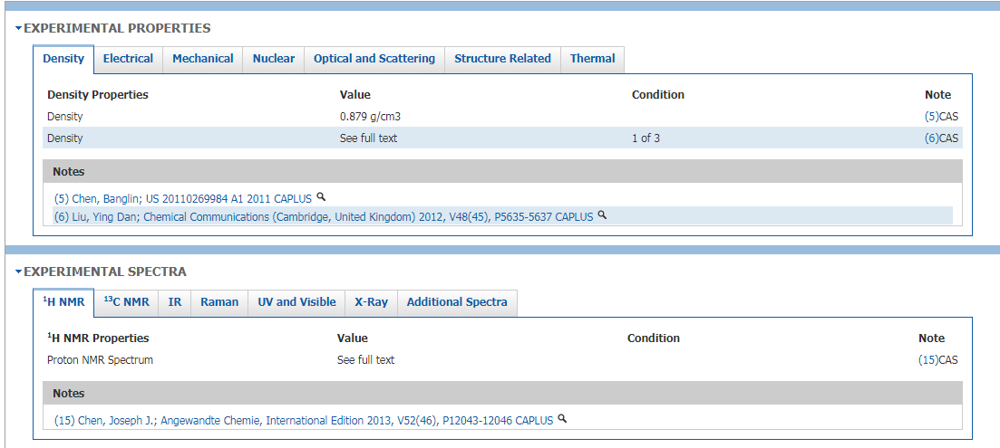 EXPERIMENTAL PROPERTIES
Density Electrical Mechanical Nuclear Optical and Scattering Structure Related Thermal
Density Properties Value Condition Note
Density 0.879 g/cm3 (5)CAS
Density See full text 1 of 3 (6)CAS
Notes
(5) Chen, Banglin; US 20110269984 A1 2011 CAPLUS
(6) Liu, Ying Dan; Chemical Communications (Cambridge, United Kingdom) 2012, V48(45), P5635-5637 CAPLUS
EXPERIMENTAL SPECTRA
¹H NMR ¹³C NMR IR Raman UV and Visible X-Ray Additional Spectra
¹H NMR Properties Value Condition Note
Proton NMR Spectrum See full text (15)CAS
Notes
(15) Chen, Joseph J.; Angewandte Chemie, International Edition 2013, V52(46), P12043-12046 CAPLUS